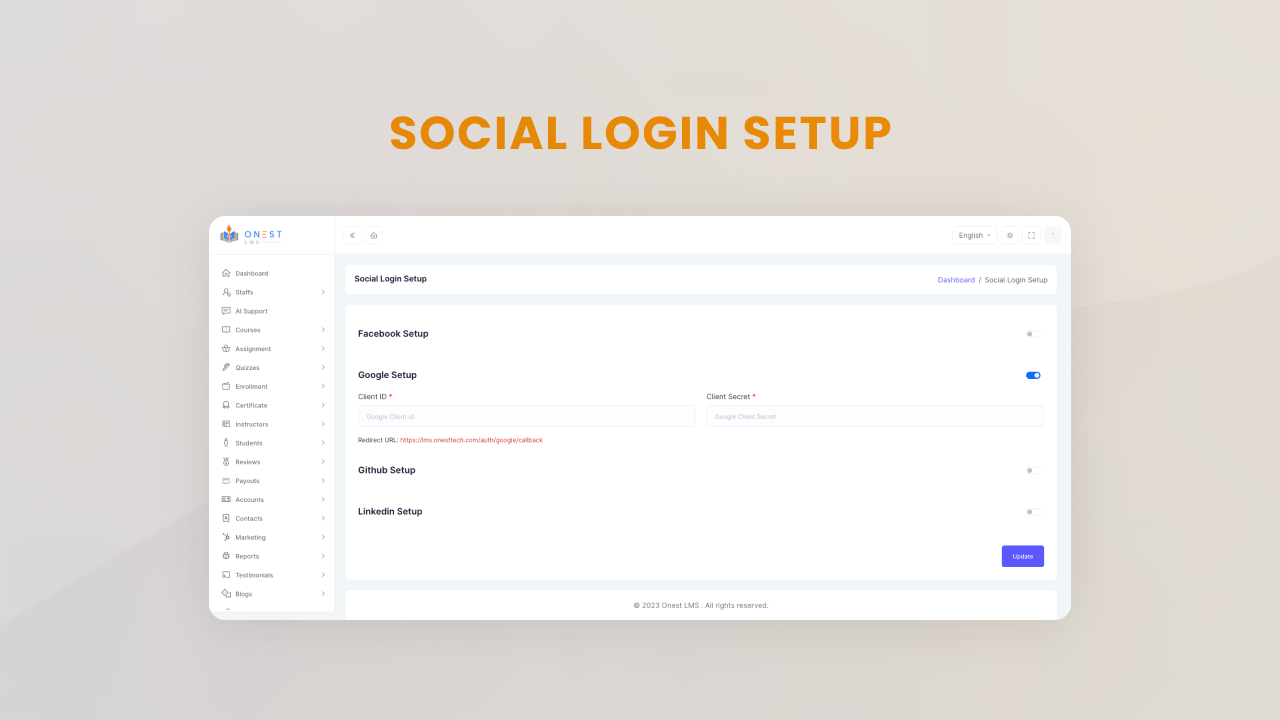 SOCIAL LOGIN SETUP
ONEST
LMS
English
Dashboard
Staffs
AI Support
Courses
Assignment
Quizzes
Enrollment
Certificate
Instructors
Students
Reviews
Payouts
Accounts
Contacts
Marketing
Reports
Testimonials
Blogs
Social Login Setup
Dashboard / Social Login Setup
Facebook Setup
Google Setup
Client ID * Client Secret *
Google Client Id Google Client Secret
Redirect URL: https://lms.onesttech.com/auth/google/callback
Github Setup
Linkedin Setup
Update
© 2023 Onest LMS . All rights reserved.